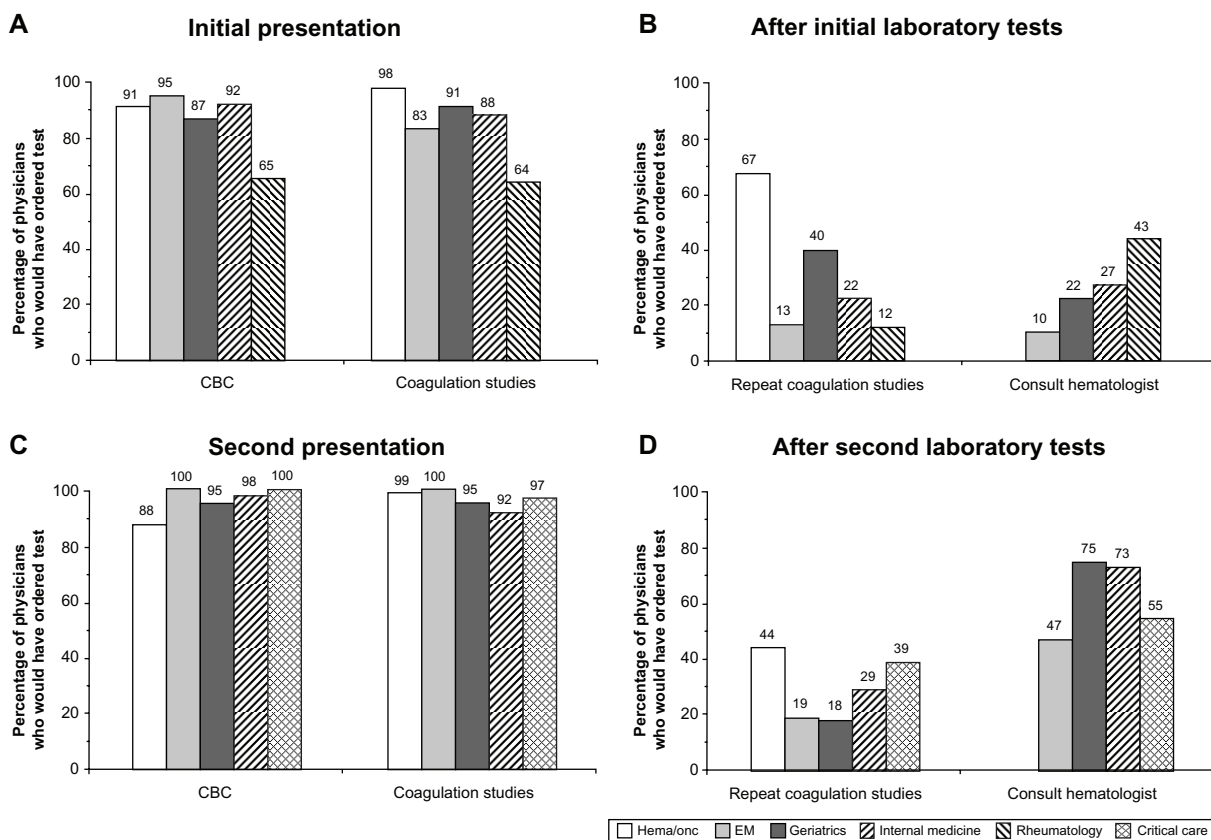 A
Initial presentation
Percentage of physicians
who would have ordered test
100
80
60
40
20
0
91
95
87
92
65
98
83
91
88
64
CBC
Coagulation studies
B
After initial laboratory tests
Percentage of physicians
who would have ordered test
100
80
60
40
20
0
67
13
40
22
12
10
22
27
43
Repeat coagulation studies
Consult hematologist
C
Second presentation
Percentage of physicians
who would have ordered test
100
80
60
40
20
0
88
100
95
98
100
99
100
95
92
97
CBC
Coagulation studies
D
After second laboratory tests
Percentage of physicians
who would have ordered test
100
80
60
40
20
0
44
19
18
29
39
47
75
73
55
Repeat coagulation studies
Consult hematologist
Hema/onc EM Geriatrics Internal medicine Rheumatology Critical care